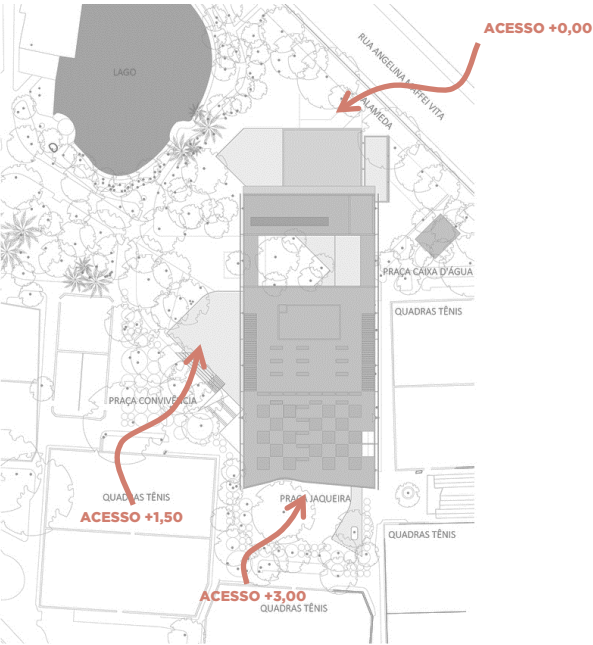 ACESSO +0,00
RUA ANGELINA MAFFEI VITA
LAGO
ALAMEDA
PRAÇA CAIXA D'ÁGUA
QUADRAS TÊNIS
PRAÇA CONVIVÊNCIA
QUADRAS TÊNIS
PRAÇA JAQUEIRA
ACESSO +1,50
QUADRAS TÊNIS
ACESSO +3,00
QUADRAS TÊNIS